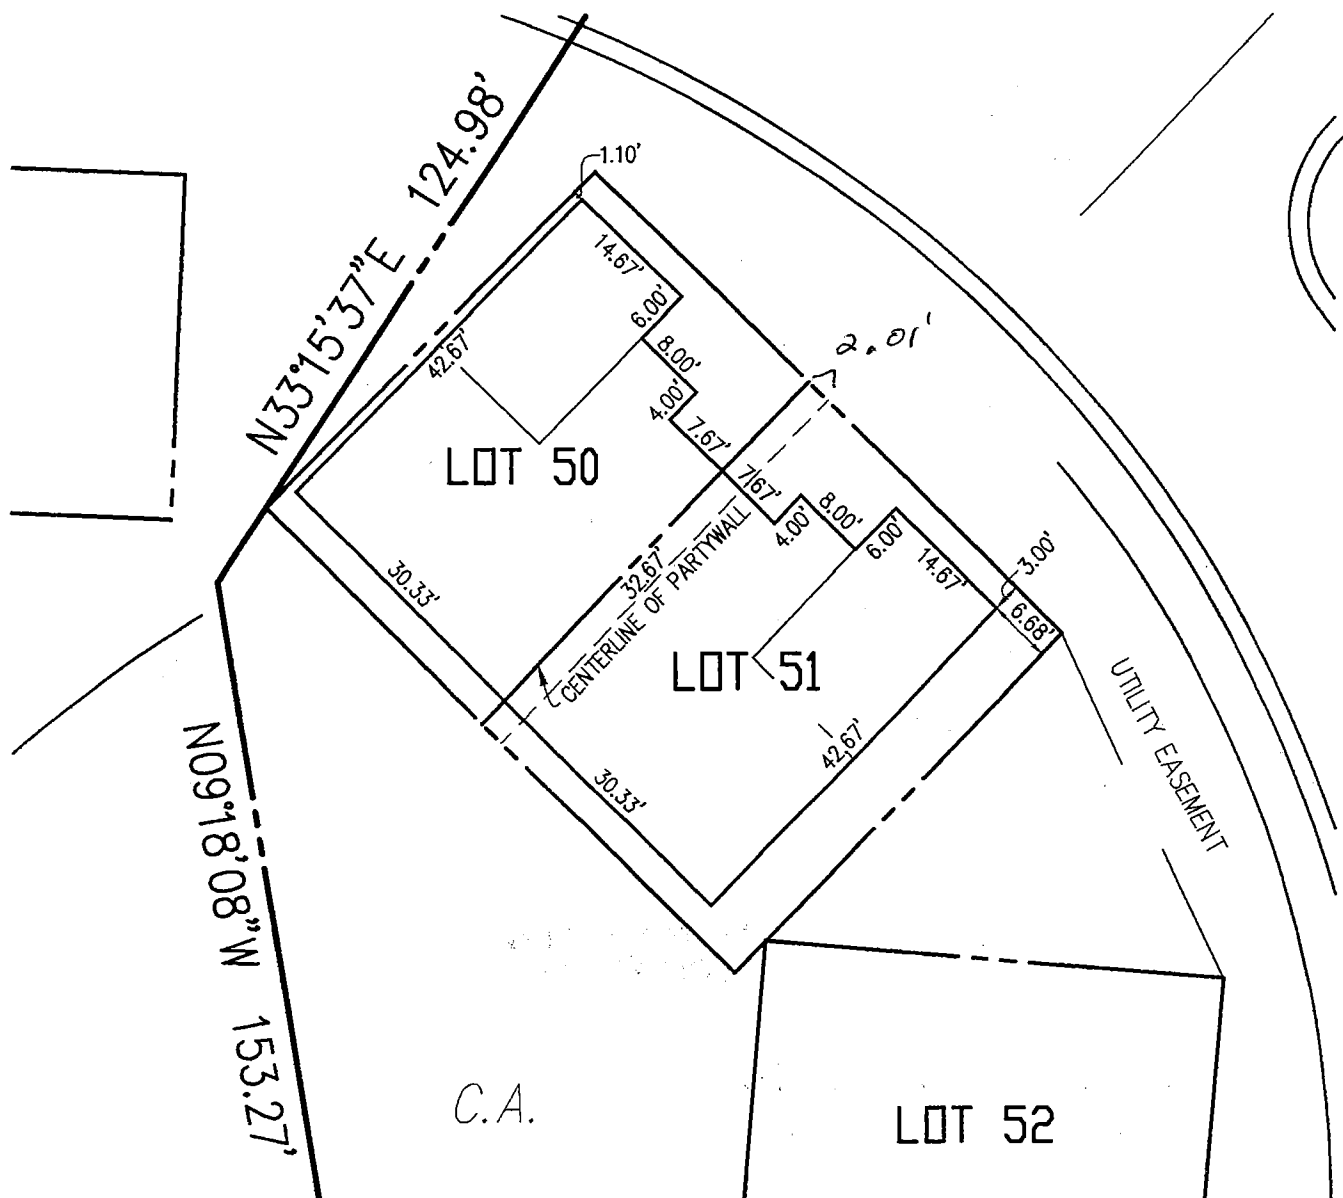 N33°15'37"E 124.98'
1.10'
14.67'
6.00'
42.67'
8.00'
2.01'
4.00'
7.67'
LOT 50
7.67'
4.00'
8.00'
6.00'
14.67'
3.00'
6.68'
30.33'
32.67'
CENTERLINE OF PARTYWALL
LOT 51
42.67'
30.33'
UTILITY EASEMENT
N09°18'08"W 153.27'
C.A.
LOT 52